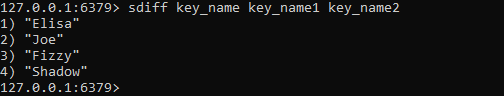 127.0.0.1:6379> sdiff key_name key_name1 key_name2
1) "Elisa"
2) "Joe"
3) "Fizzy"
4) "Shadow"
127.0.0.1:6379>